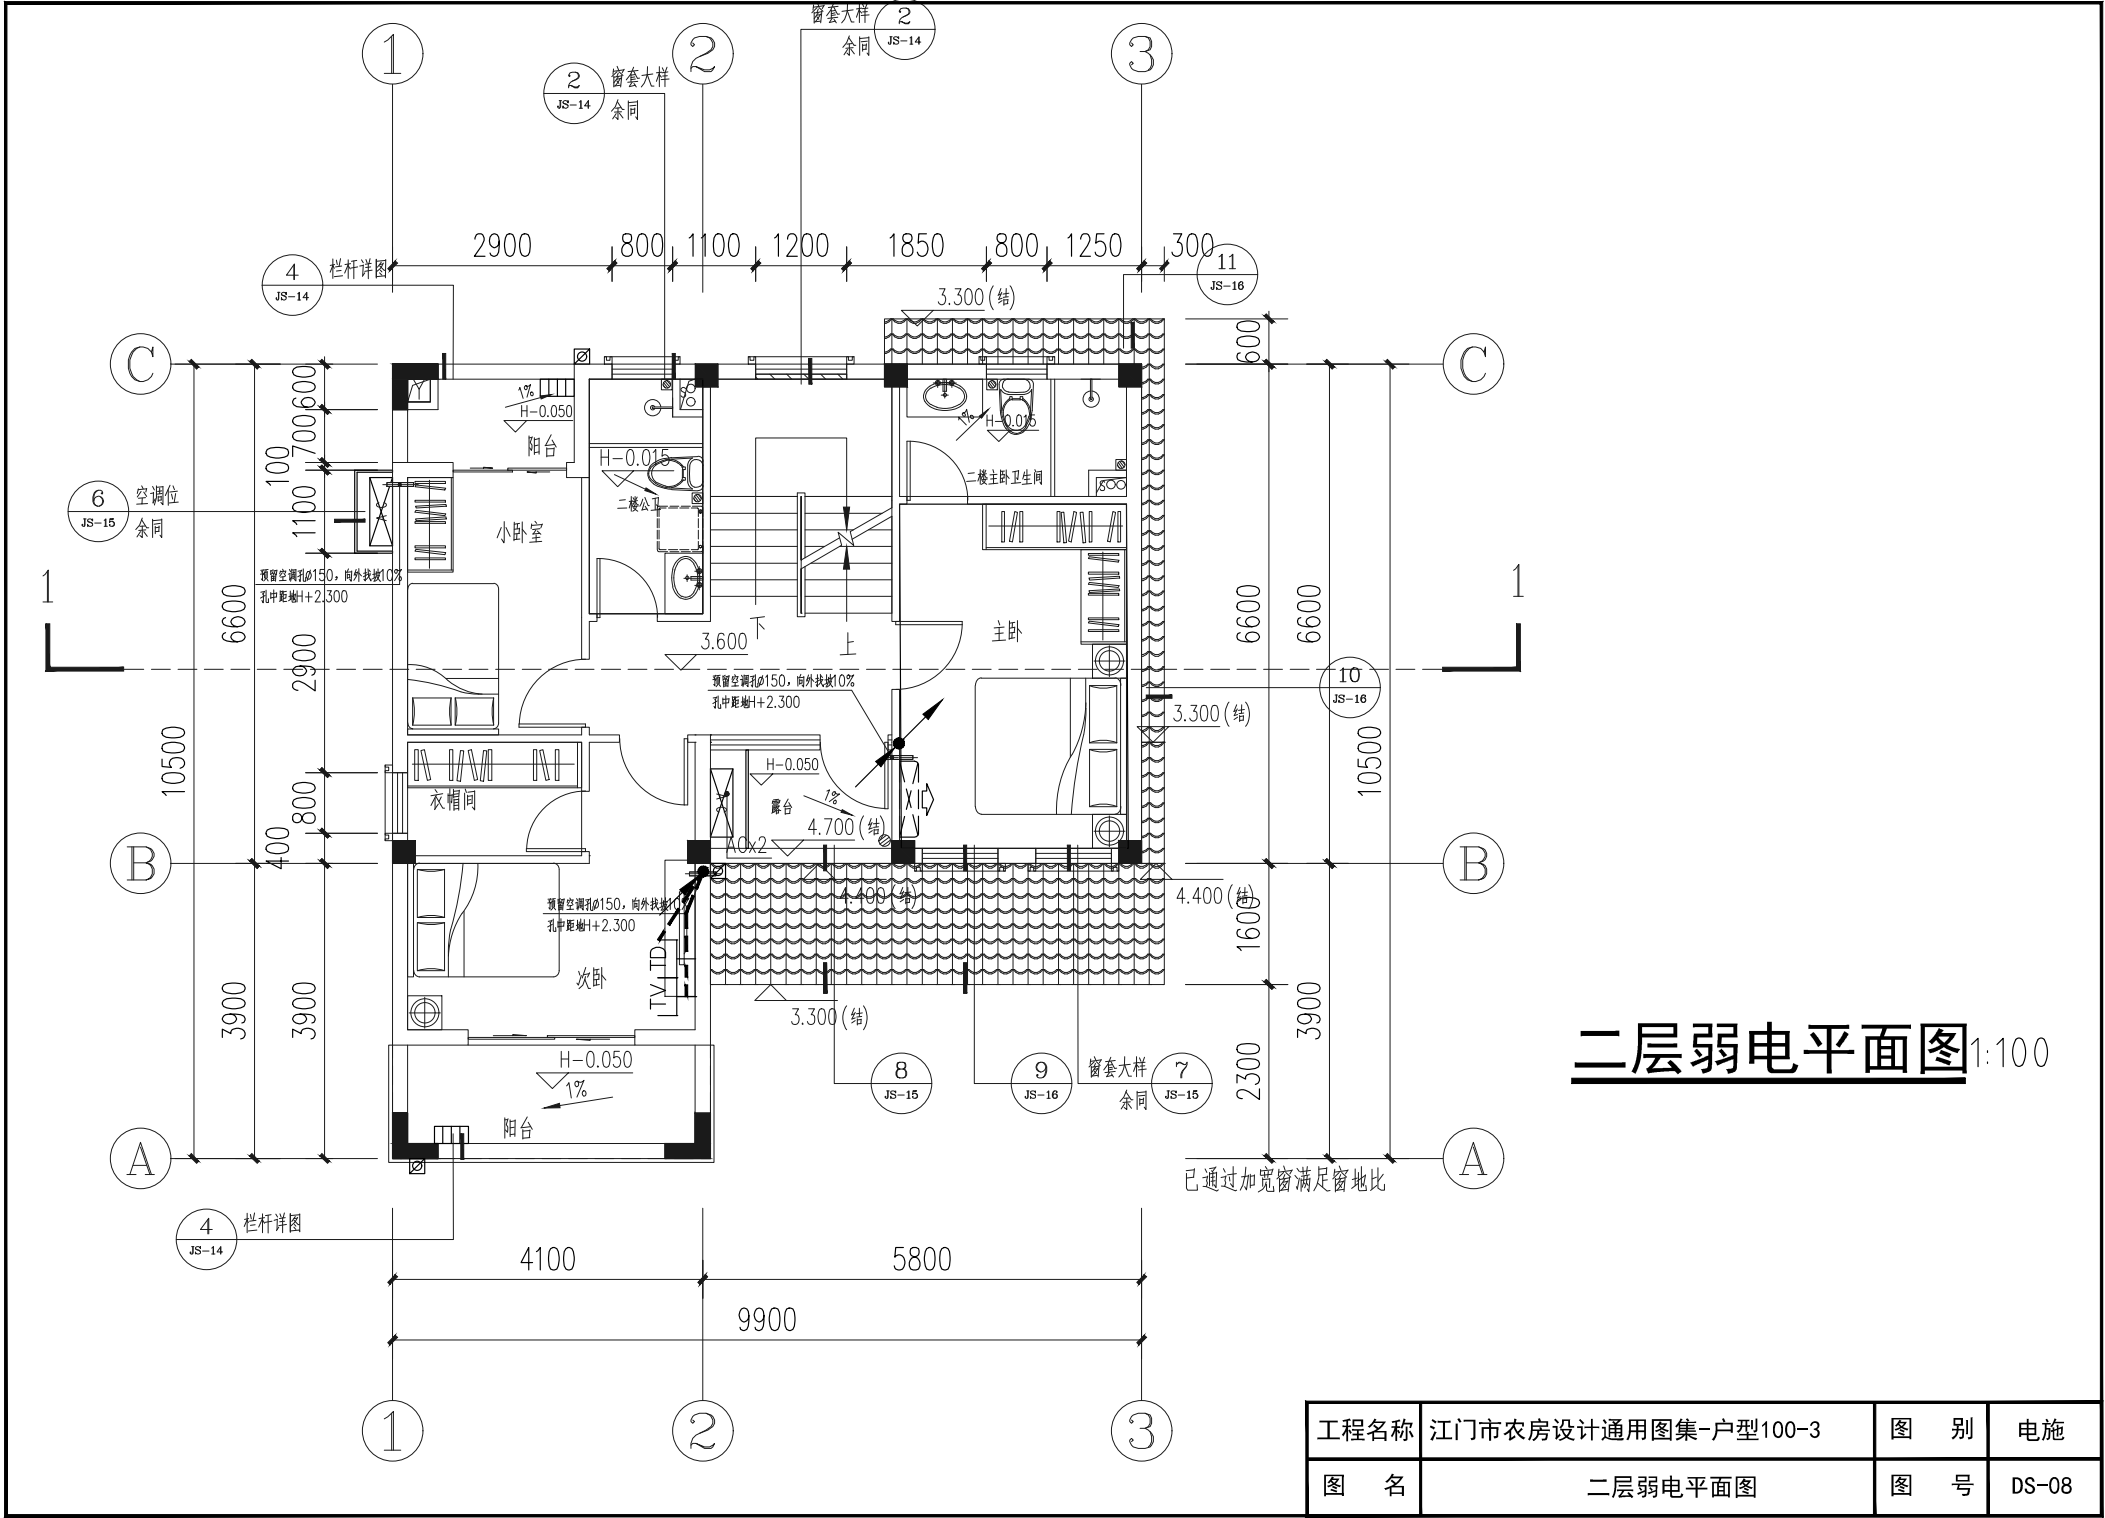 窗套大样
余同
2
JS-14
1
2
3
2
JS-14
窗套大样
余同
2900
800
1100
1200
1850
800
1250
300
4
JS-14
栏杆详图
11
JS-16
3.300(结)
600
C
C
600
700
100
1100
2900
800
400
3900
6600
3900
10500
1%
H-0.050
阳台
H-0.015
二楼公卫
1%
H-0.015
二楼主卧卫生间
6
JS-15
空调位
余同
AC
小卧室
预留空调孔Ø150,向外找坡10%
孔中距地H+2.300
1
1
下
上
3.600
主卧
预留空调孔Ø150,向外找坡10%
孔中距地H+2.300
10
JS-16
3.300(结)
6600
6600
10500
衣帽间
H-0.050
露台
1%
4.700(结)
A0x2
B
B
4.400(结)
4.400(结)
预留空调孔Ø150,向外找坡10%
孔中距地H+2.300
次卧
TV
TD
1600
3.300(结)
3900
2300
H-0.050
1%
阳台
8
JS-15
9
JS-16
窗套大样
余同
7
JS-15
二层弱电平面图 1:100
A
A
已通过加宽窗满足窗地比
4
JS-14
栏杆详图
4100
5800
9900
1
2
3
工程名称 江门市农房设计通用图集-户型100-3 图 别 电施
图 名 二层弱电平面图 图 号 DS-08